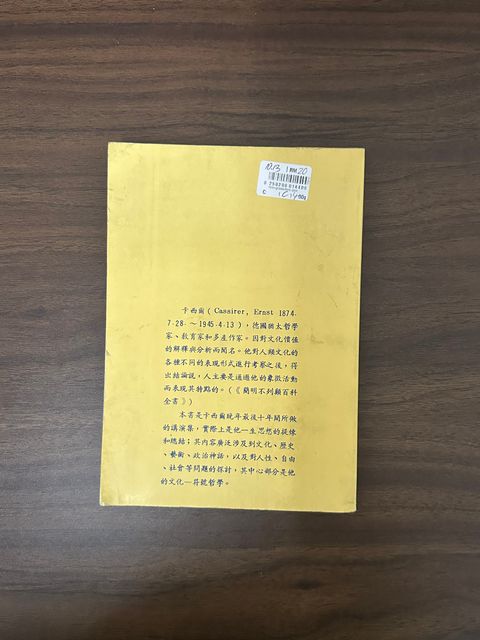 卡西爾(Cassirer, Ernst 1874.
7.28.～1945.4.13)，德國猶太哲學
家、教育家和多產作家。因對文化價值
的解釋與分析而聞名。他對人類文化的
各種不同的表現形式進行考察之後，得
出結論說，人主要是通過他的象徵活動
而表現其特點的。(《簡明不列顛百科
全書》)
本書是卡西爾晚年最後十年間所做
的講演集，實際上是他一生思想的提煉
和總結；其內容廣泛涉及到文化、歷史
、藝術、政治神話，以及對人性、自由
、社會等問題的探討，其中心部分是他
的文化—符號哲學。